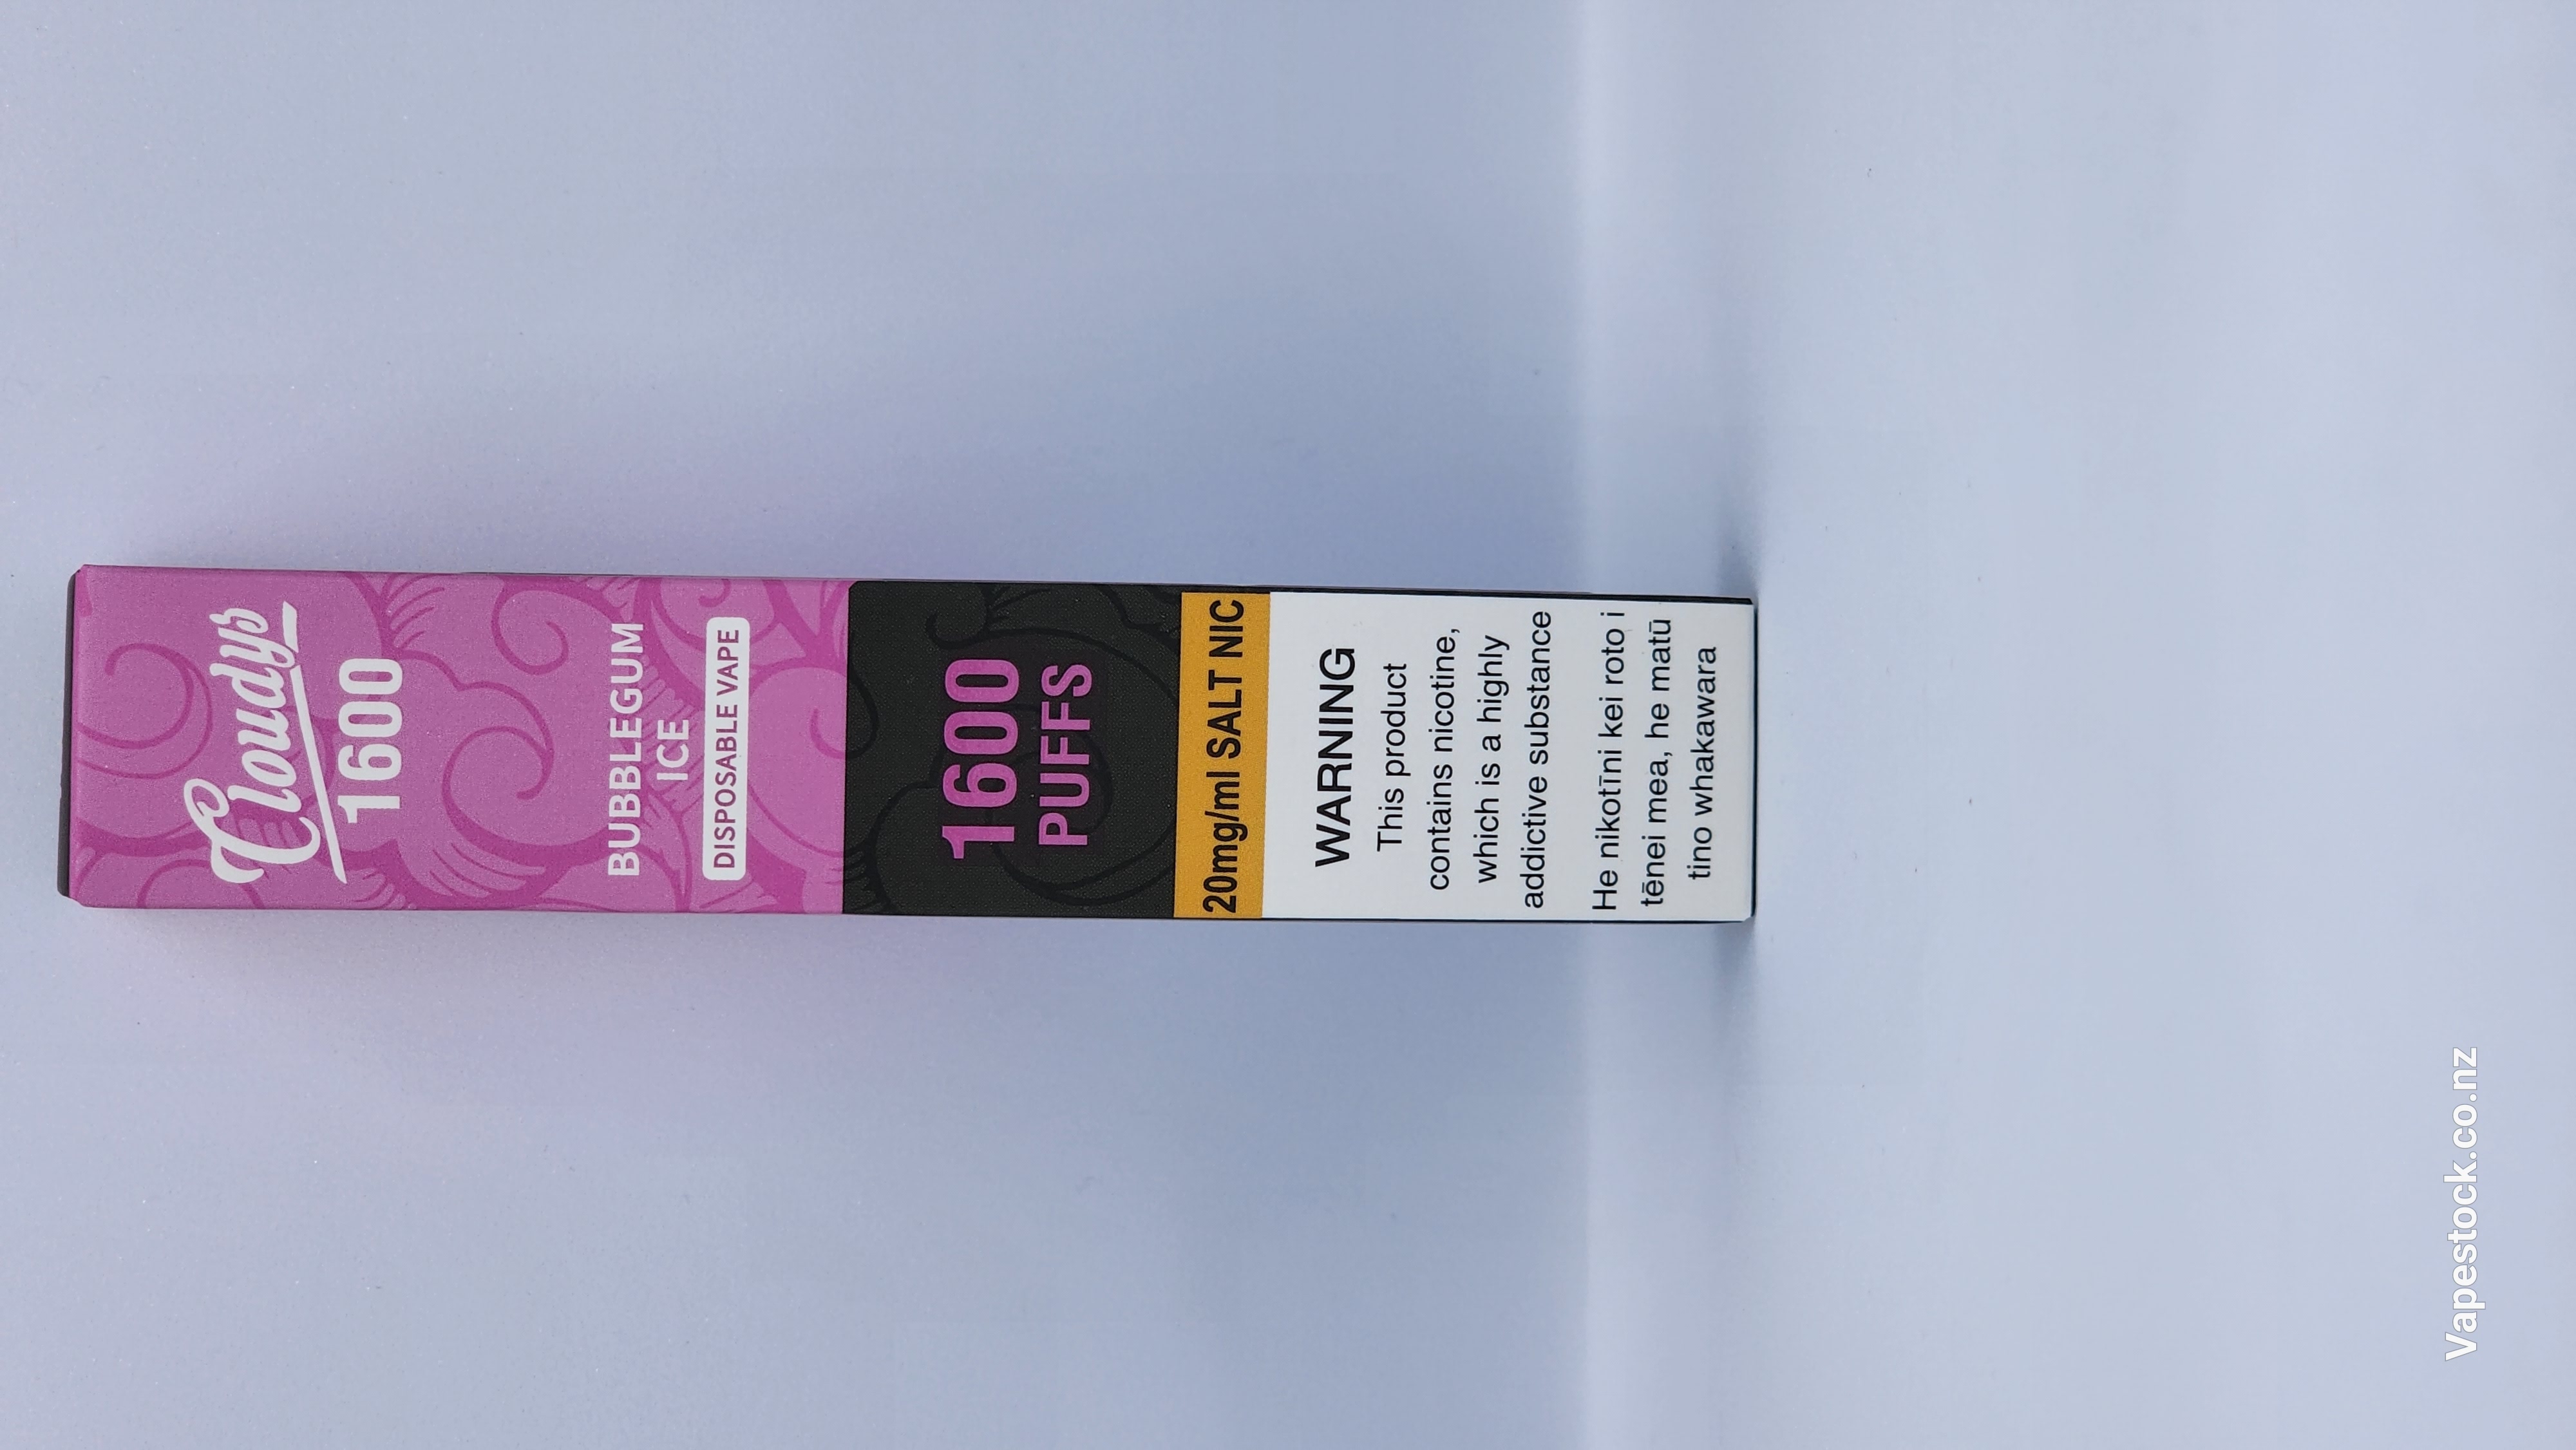 Cloudys
1600
BUBBLEGUM
ICE
DISPOSABLE VAPE
1600
PUFFS
20mg/ml SALT NIC
WARNING
This product
contains nicotine,
which is a highly
addictive substance
He nikotīni kei roto i
tēnei mea, he matū
tino whakawara
Vapestock.co.nz